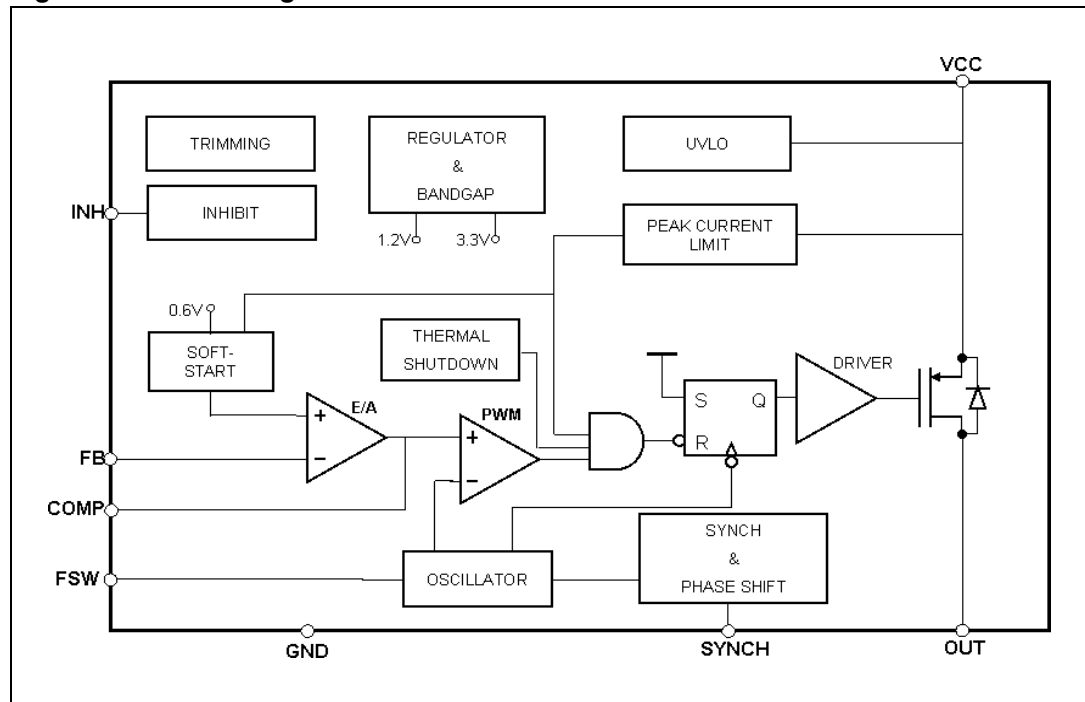 VCC
TRIMMING
REGULATOR
&
BANDGAP
UVLO
INH
INHIBIT
1.2V
3.3V
PEAK CURRENT
LIMIT
0.6V
SOFT-
START
THERMAL
SHUTDOWN
DRIVER
E/A
+
−
PWM
+
−
S
Q
R
FB
COMP
FSW
OSCILLATOR
SYNCH
&
PHASE SHIFT
GND
SYNCH
OUT